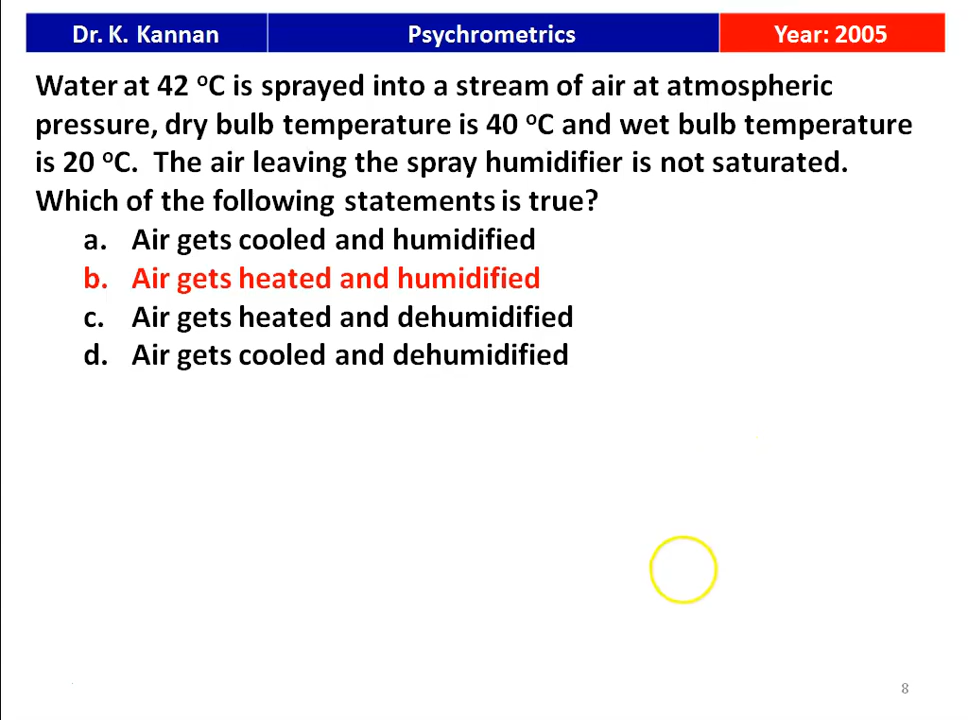 Dr. K. Kannan
Psychrometrics
Year: 2005
Water at 42 °C is sprayed into a stream of air at atmospheric
pressure, dry bulb temperature is 40 °C and wet bulb temperature
is 20 °C. The air leaving the spray humidifier is not saturated.
Which of the following statements is true?
a. Air gets cooled and humidified
b. Air gets heated and humidified
c. Air gets heated and dehumidified
d. Air gets cooled and dehumidified
8